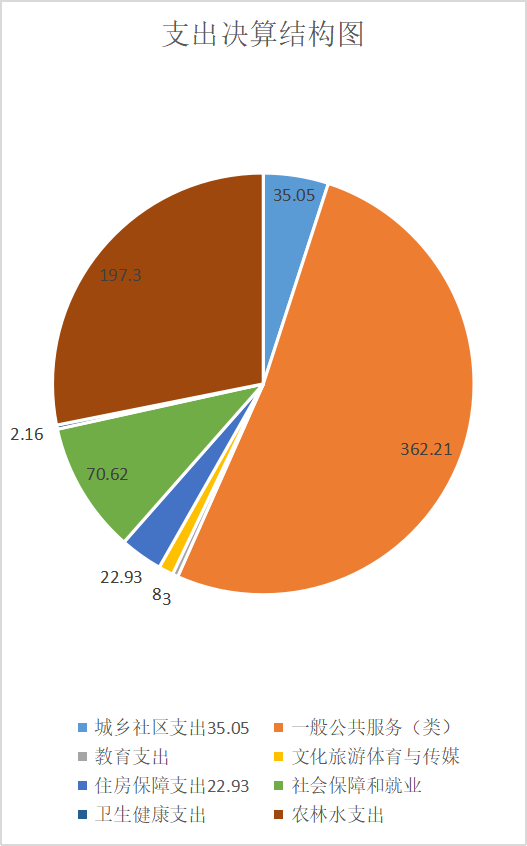 支出决算结构图
35.05
197.3
362.21
2.16
70.62
22.93
8
3
城乡社区支出35.05
一般公共服务（类）
教育支出
文化旅游体育与传媒
住房保障支出22.93
社会保障和就业
卫生健康支出
农林水支出